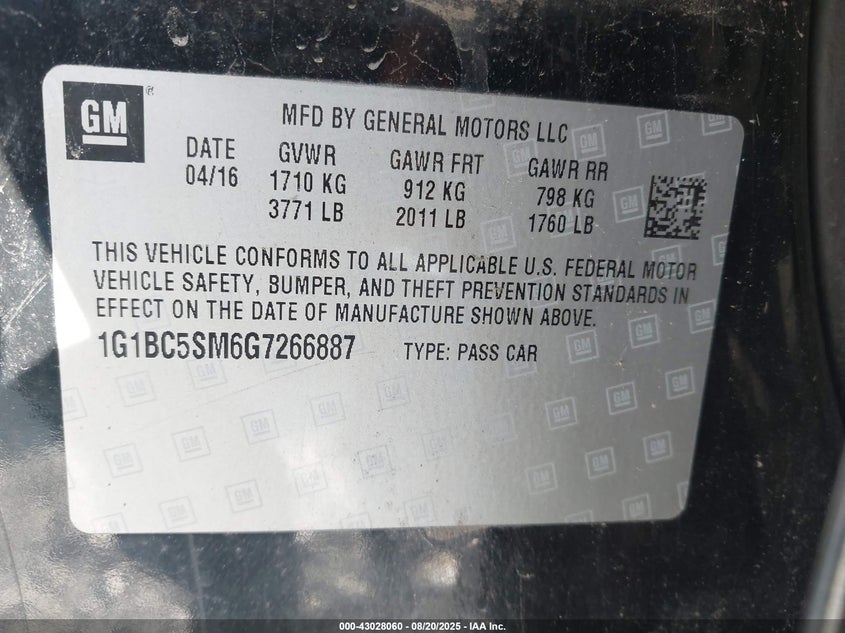 GM
MFD BY GENERAL MOTORS LLC
DATE GVWR GAWR FRT GAWR RR
04/16 1710 KG 912 KG 798 KG
3771 LB 2011 LB 1760 LB
THIS VEHICLE CONFORMS TO ALL APPLICABLE U.S. FEDERAL MOTOR
VEHICLE SAFETY, BUMPER, AND THEFT PREVENTION STANDARDS IN
EFFECT ON THE DATE OF MANUFACTURE SHOWN ABOVE.
1G1BC5SM6G7266887 TYPE: PASS CAR
000-43028060 - 08/20/2025 - IAA Inc.